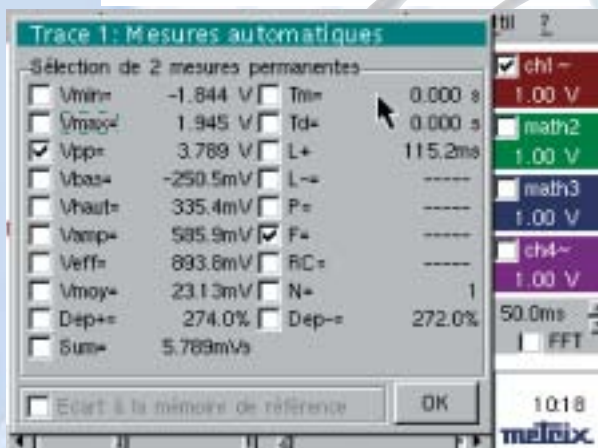 Trace 1: Mesures automatiques
Sélection de 2 mesures permanentes
Vmin= -1.844 V Tm= 0.000 s
Vmax= 1.945 V Td= 0.000 s
Vpp= 3.789 V L+ 115.2ms
Vbas= -250.5mV L-= -----
Vhaut= 335.4mV P= -----
Vamp= 585.9mV F= -----
Veff= 893.8mV RC= -----
Vmoy= 23.13mV N= 1
Dep+= 274.0% Dep-= 272.0%
Sum= 5.789mVs
Ecart à la mémoire de référence
OK
til ?
ch1 ~
1.00 V
math2
1.00 V
math3
1.00 V
ch4~
1.00 V
50.0ms
FFT
10:18
metrix